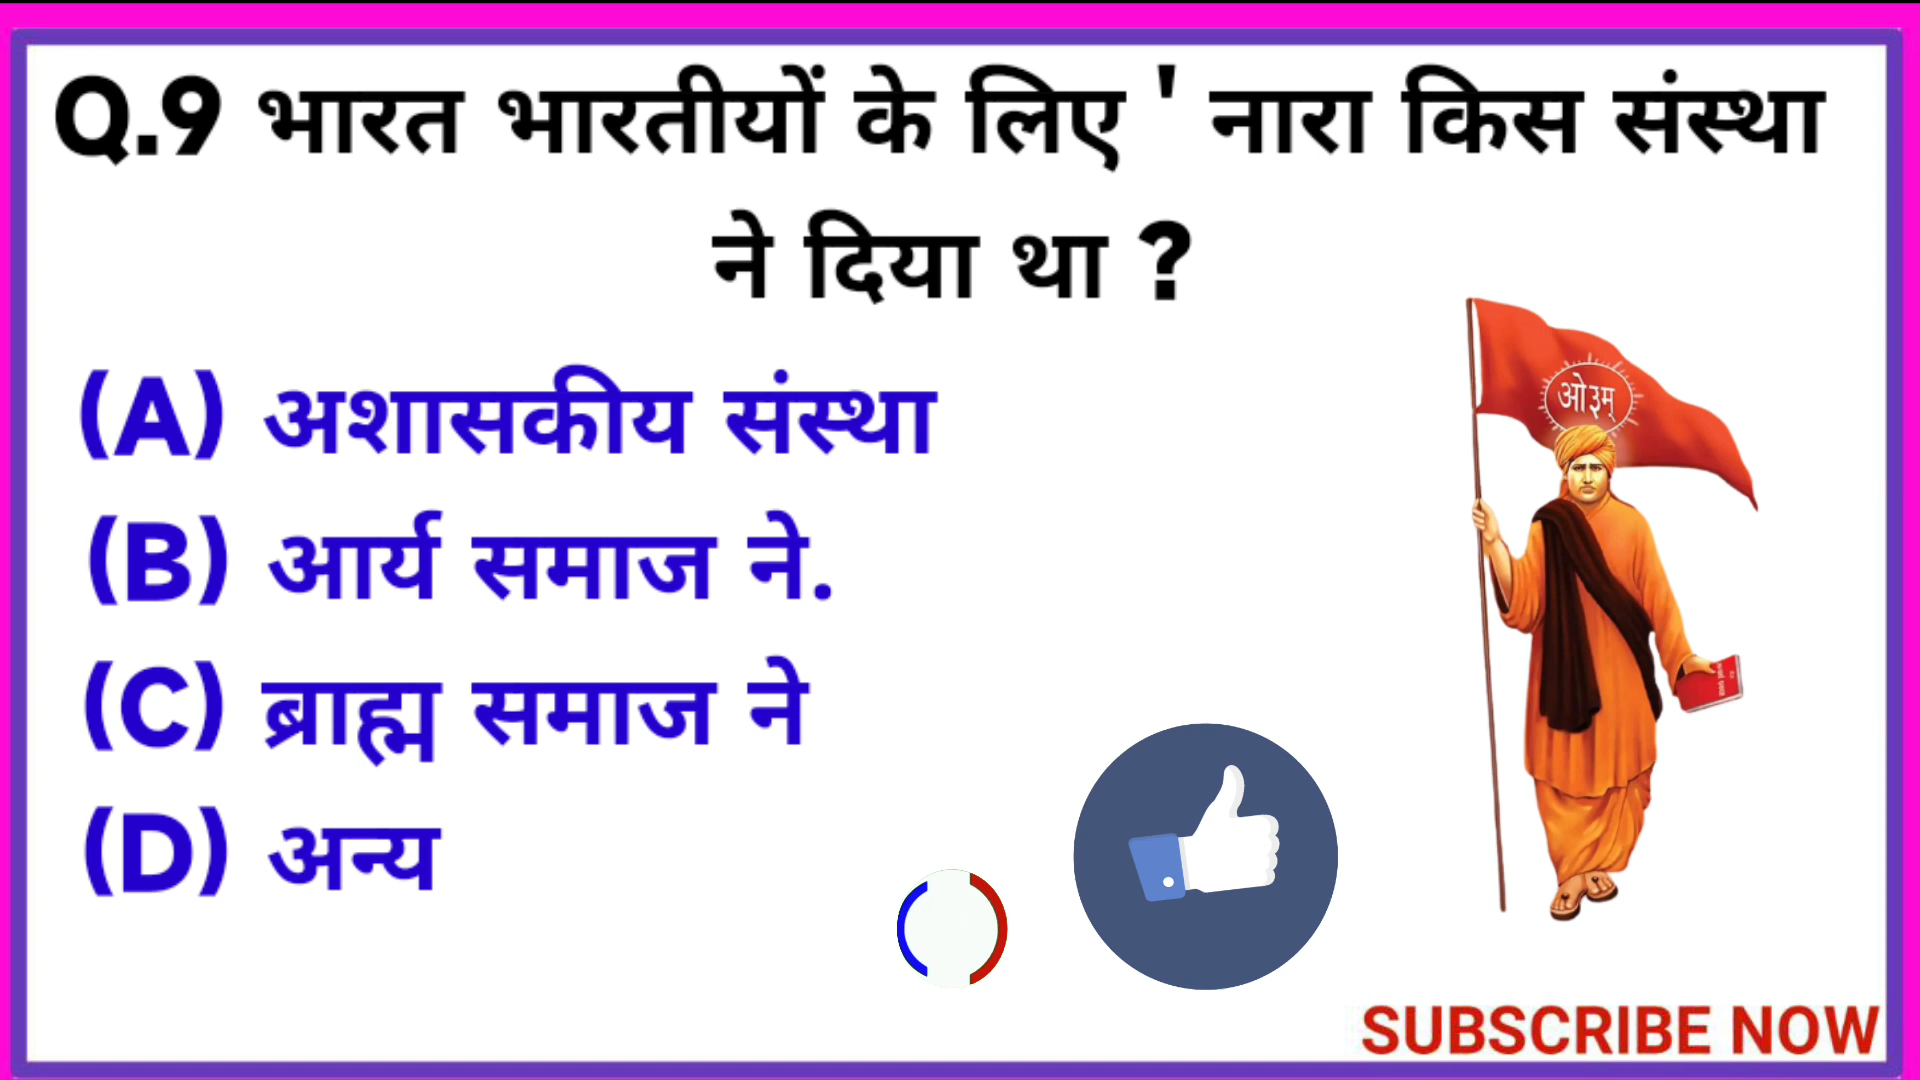 Q.9 भारत भारतीयों के लिए ' नारा किस संस्था
ने दिया था ?
(A) अशासकीय संस्था
(B) आर्य समाज ने.
(C) ब्राह्म समाज ने
(D) अन्य
ओ३म्
SUBSCRIBE NOW